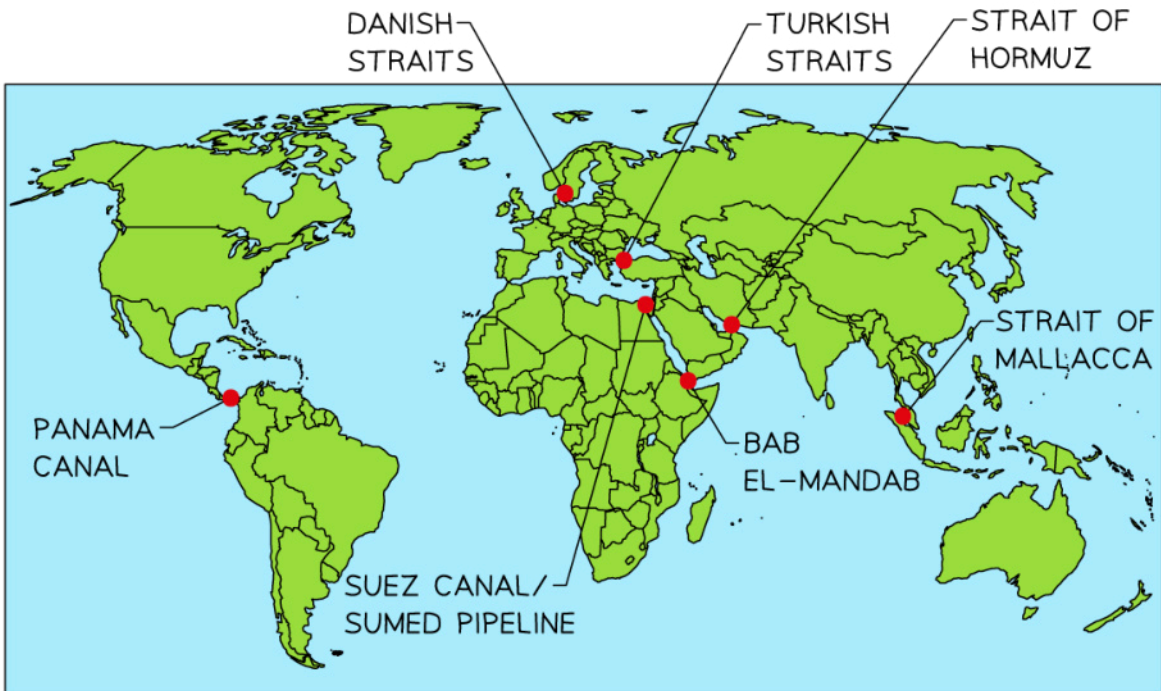 DANISH
STRAITS
TURKISH
STRAITS
STRAIT OF
HORMUZ
STRAIT OF
MALLACCA
PANAMA
CANAL
BAB
EL-MANDAB
SUEZ CANAL/
SUMED PIPELINE